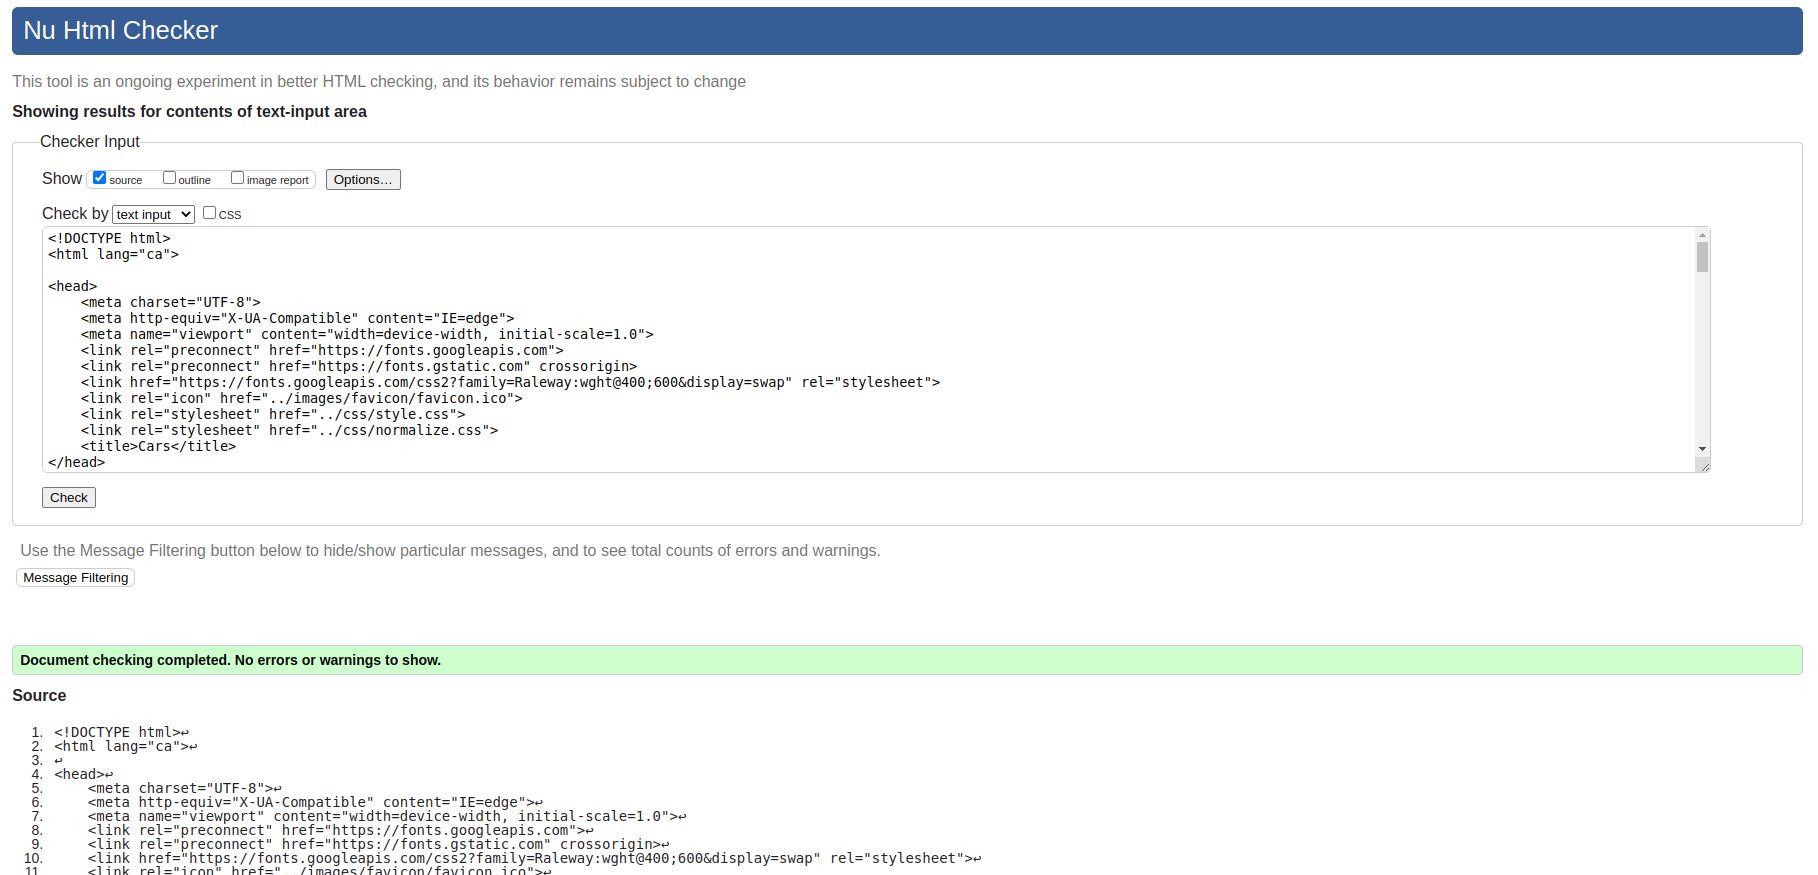 Nu Html Checker
This tool is an ongoing experiment in better HTML checking, and its behavior remains subject to change
Showing results for contents of text-input area
Checker Input
Show source outline image report Options...
Check by text input CSS
<!DOCTYPE html>
<html lang="ca">
<head>
    <meta charset="UTF-8">
    <meta http-equiv="X-UA-Compatible" content="IE=edge">
    <meta name="viewport" content="width=device-width, initial-scale=1.0">
    <link rel="preconnect" href="https://fonts.googleapis.com">
    <link rel="preconnect" href="https://fonts.gstatic.com" crossorigin>
    <link href="https://fonts.googleapis.com/css2?family=Raleway:wght@400;600&display=swap" rel="stylesheet">
    <link rel="icon" href="../images/favicon/favicon.ico">
    <link rel="stylesheet" href="../css/style.css">
    <link rel="stylesheet" href="../css/normalize.css">
    <title>Cars</title>
</head>
Check
Use the Message Filtering button below to hide/show particular messages, and to see total counts of errors and warnings.
Message Filtering
Document checking completed. No errors or warnings to show.
Source
1. <!DOCTYPE html>↩
2. <html lang="ca">↩
3. ↩
4. <head>↩
5.     <meta charset="UTF-8">↩
6.     <meta http-equiv="X-UA-Compatible" content="IE=edge">↩
7.     <meta name="viewport" content="width=device-width, initial-scale=1.0">↩
8.     <link rel="preconnect" href="https://fonts.googleapis.com">↩
9.     <link rel="preconnect" href="https://fonts.gstatic.com" crossorigin>↩
10.     <link href="https://fonts.googleapis.com/css2?family=Raleway:wght@400;600&display=swap" rel="stylesheet">↩
11.     <link rel="icon" href="../images/favicon/favicon.ico">↩